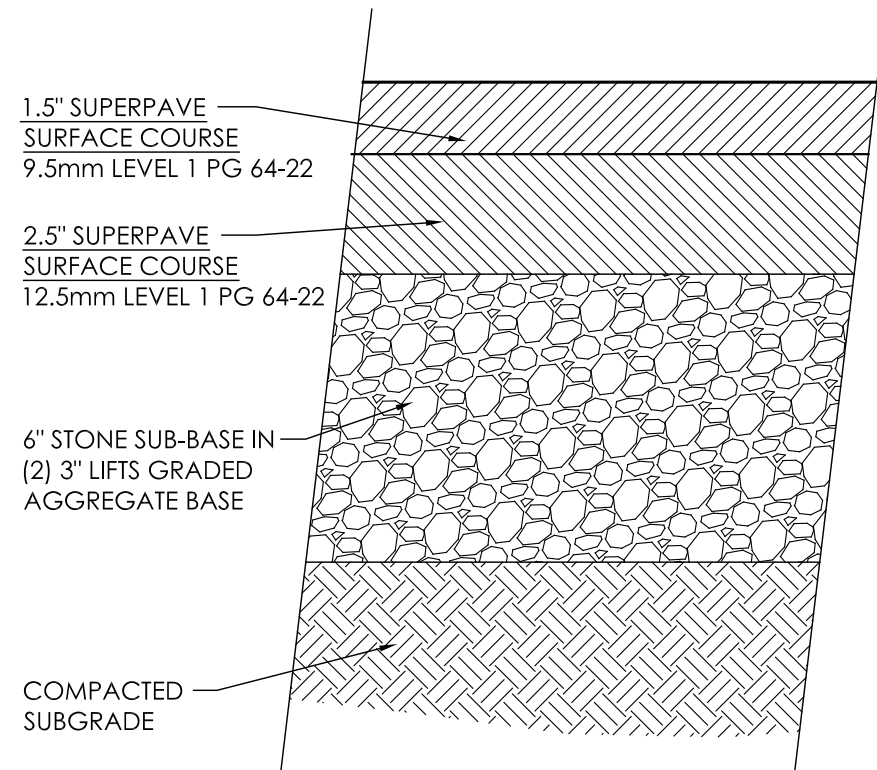 1.5" SUPERPAVE
SURFACE COURSE
9.5mm LEVEL 1 PG 64-22
2.5" SUPERPAVE
SURFACE COURSE
12.5mm LEVEL 1 PG 64-22
6" STONE SUB-BASE IN
(2) 3" LIFTS GRADED
AGGREGATE BASE
COMPACTED
SUBGRADE